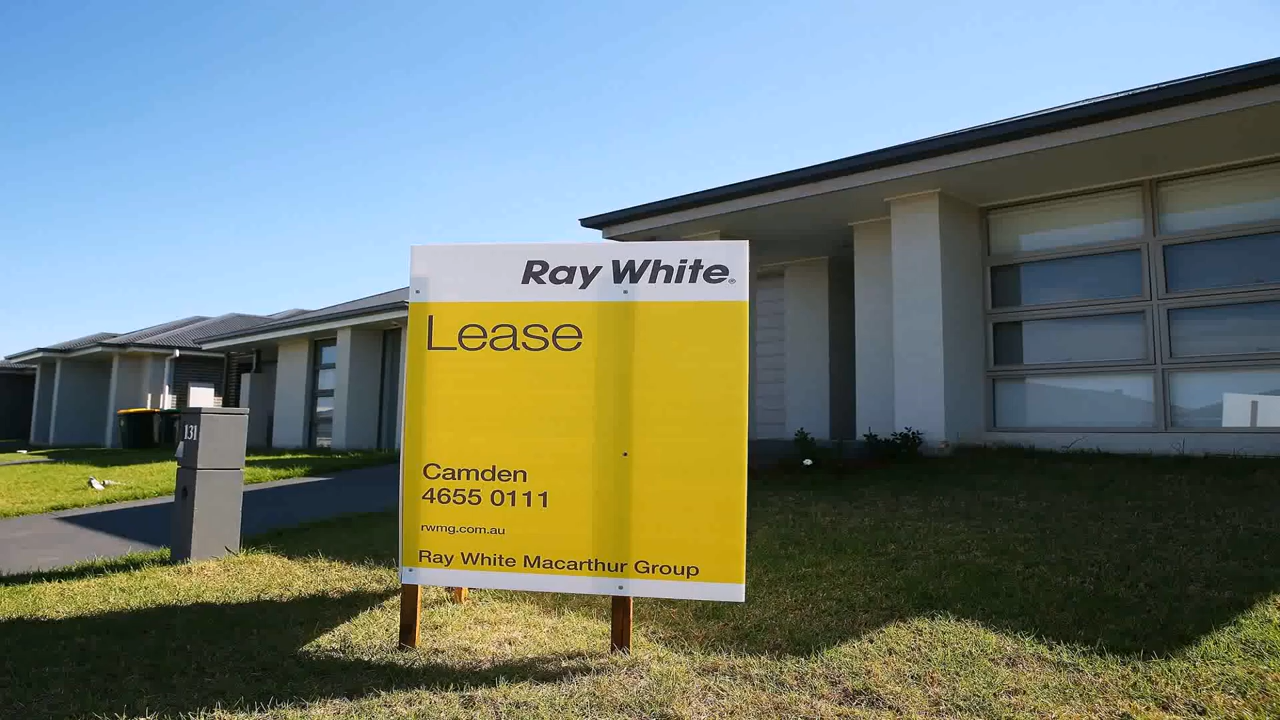 Ray White®
Lease
Camden
4655 0111
rwmg.com.au
Ray White Macarthur Group
131